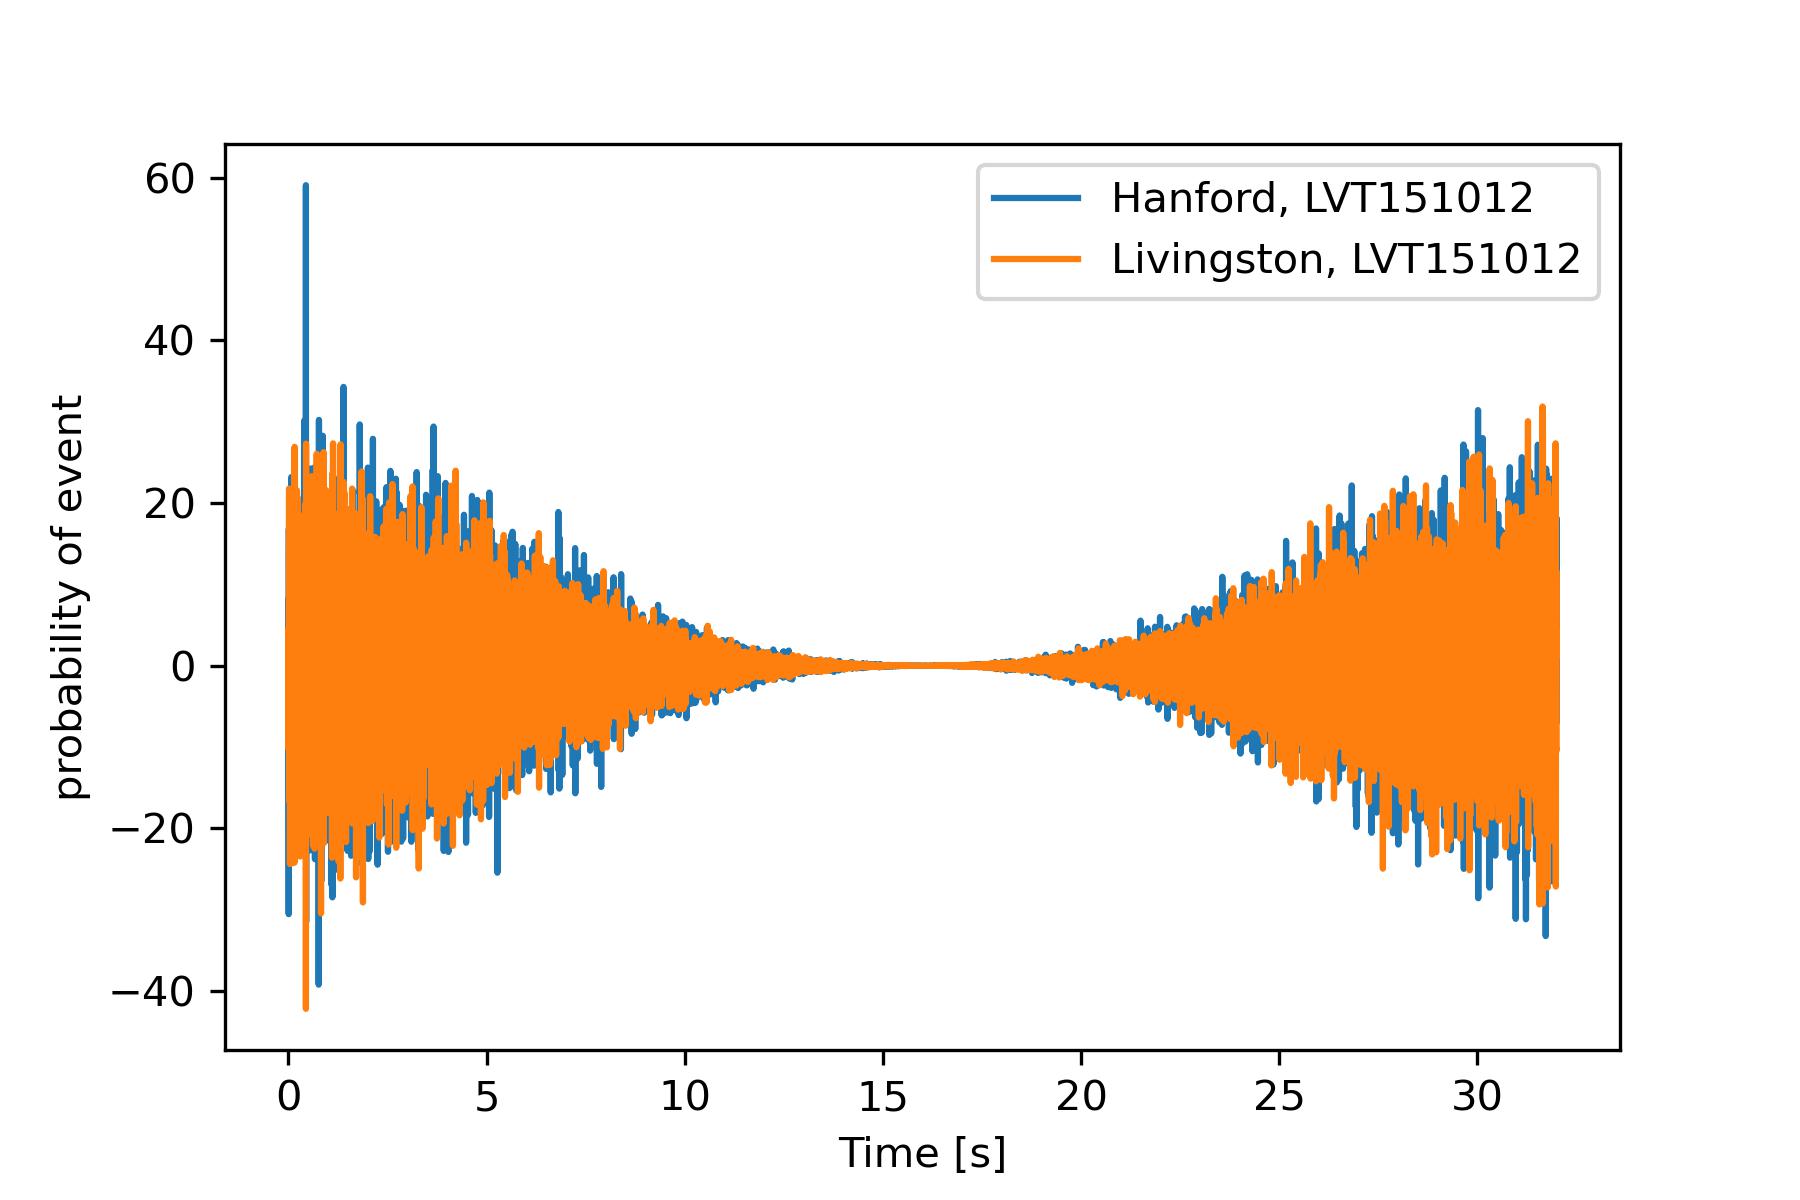 Hanford, LVT151012
Livingston, LVT151012
probability of event
60
40
20
0
−20
−40
0 5 10 15 20 25 30
Time [s]